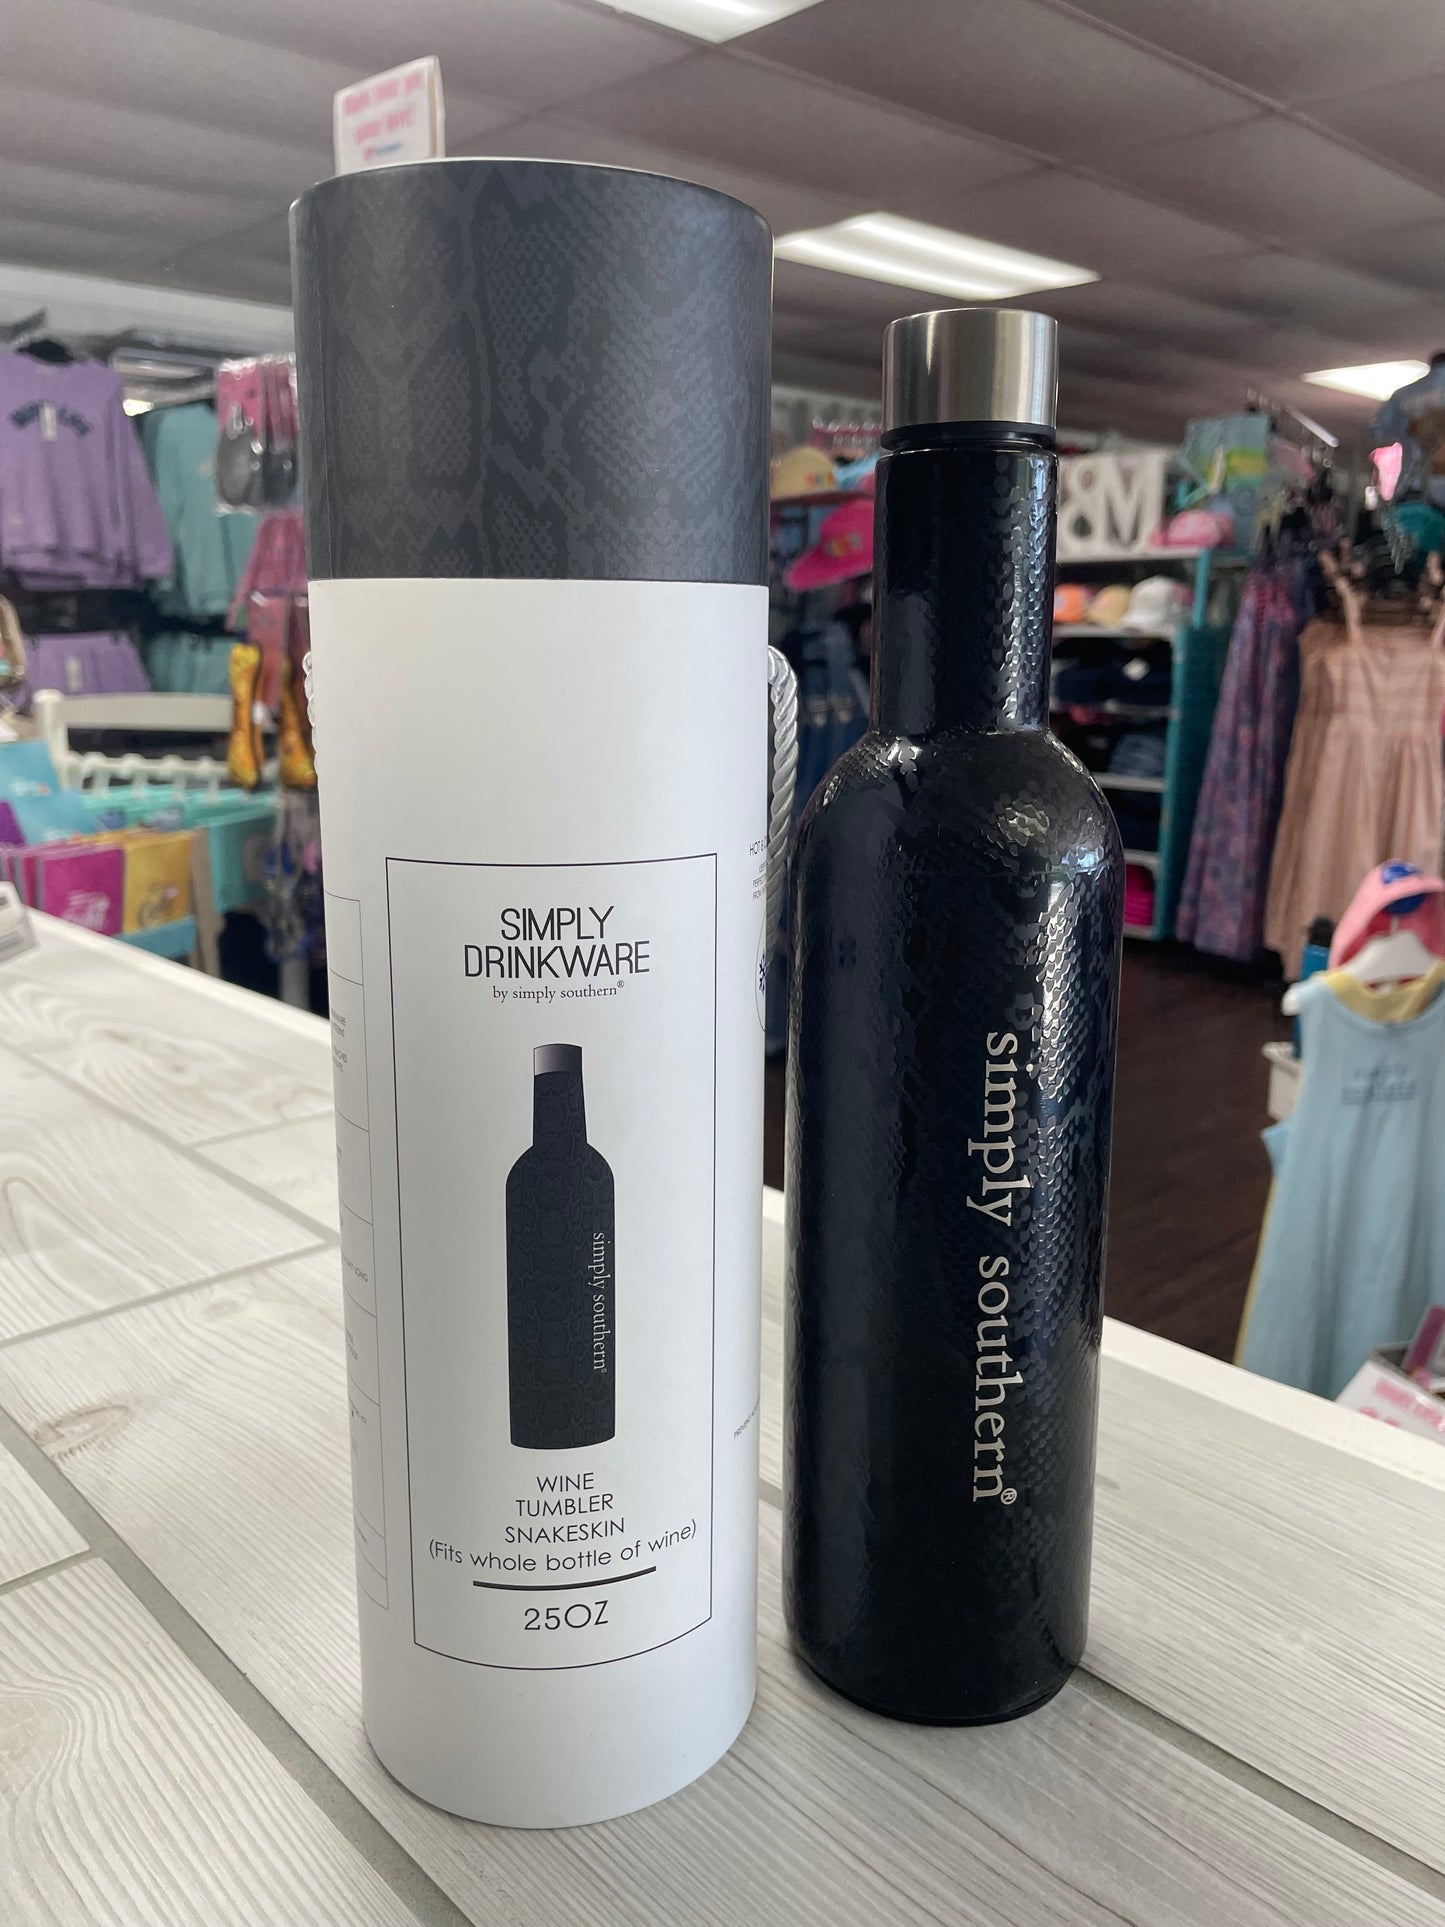 SIMPLY
DRINKWARE
by simply southern®
simply southern®
WINE
TUMBLER
SNAKESKIN
(Fits whole bottle of wine)
25OZ
simply southern®